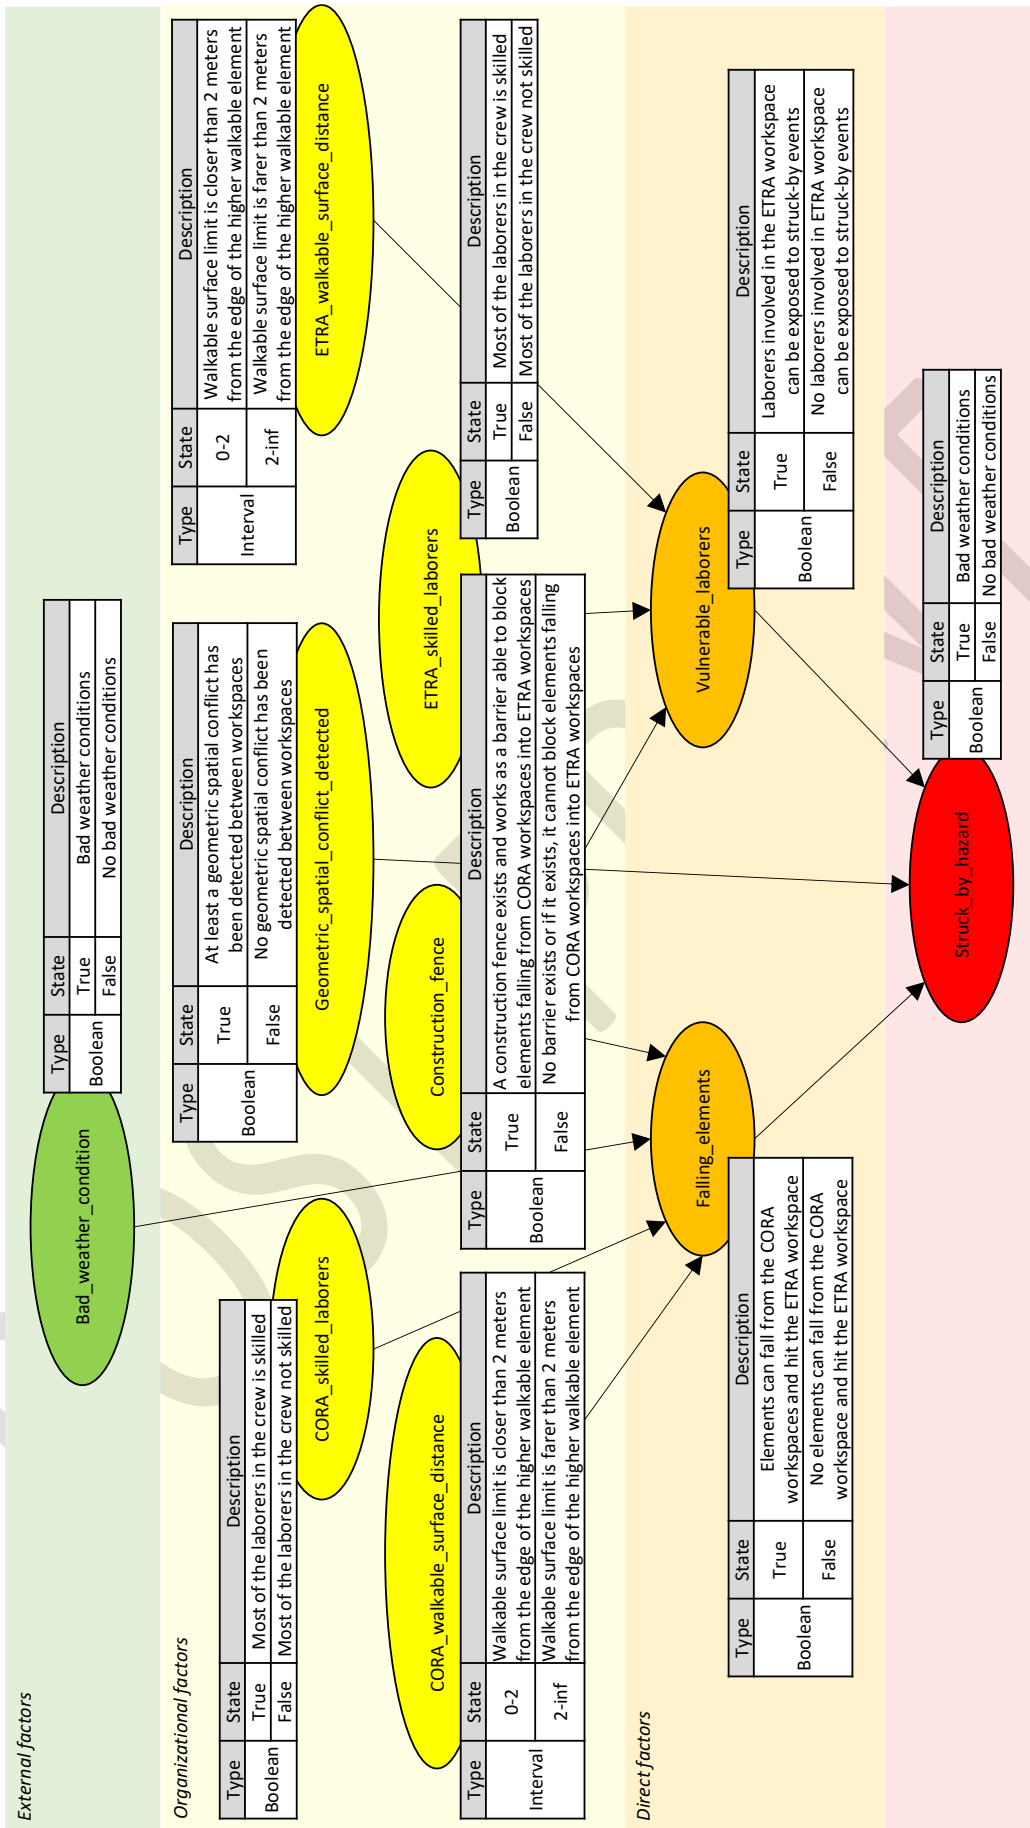 External factors
Bad_weather_condition
Type State Description
Boolean True Bad weather conditions
False No bad weather conditions
Organizational factors
Type State Description
Boolean True Most of the laborers in the crew is skilled
False Most of the laborers in the crew not skilled
CORA_skilled_laborers
Type State Description
Boolean
True At least a geometric spatial conflict has
been detected between workspaces
False No geometric spatial conflict has been
detected between workspaces
Geometric_spatial_conflict_detected
Type State Description
Interval
0-2 Walkable surface limit is closer than 2 meters
from the edge of the higher walkable element
2-inf Walkable surface limit is farer than 2 meters
from the edge of the higher walkable element
ETRA_walkable_surface_distance
CORA_walkable_surface_distance
Type State Description
Interval
0-2 Walkable surface limit is closer than 2 meters
from the edge of the higher walkable element
2-inf Walkable surface limit is farer than 2 meters
from the edge of the higher walkable element
Construction_fence
Type State Description
Boolean
True A construction fence exists and works as a barrier able to block
elements falling from CORA workspaces into ETRA workspaces
False No barrier exists or if it exists, it cannot block elements falling
from CORA workspaces into ETRA workspaces
ETRA_skilled_laborers
Type State Description
Boolean True Most of the laborers in the crew is skilled
False Most of the laborers in the crew not skilled
Direct factors
Falling_elements
Type State Description
Boolean
True Elements can fall from the CORA
workspaces and hit the ETRA workspace
False No elements can fall from the CORA
workspace and hit the ETRA workspace
Vulnerable_laborers
Type State Description
Boolean
True Laborers involved in the ETRA workspace
can be exposed to struck-by events
False No laborers involved in ETRA workspace
can be exposed to struck-by events
Struck_by_hazard
Type State Description
Boolean True Bad weather conditions
False No bad weather conditions